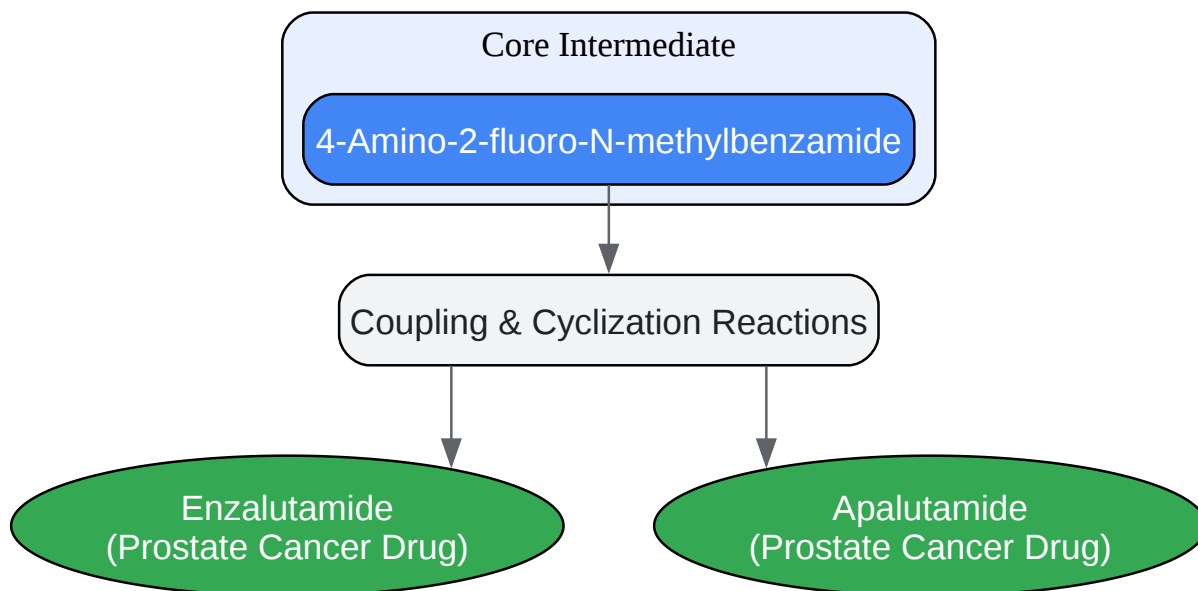 Core Intermediate
4-Amino-2-fluoro-N-methylbenzamide
Coupling & Cyclization Reactions
Enzalutamide
(Prostate Cancer Drug)
Apalutamide
(Prostate Cancer Drug)